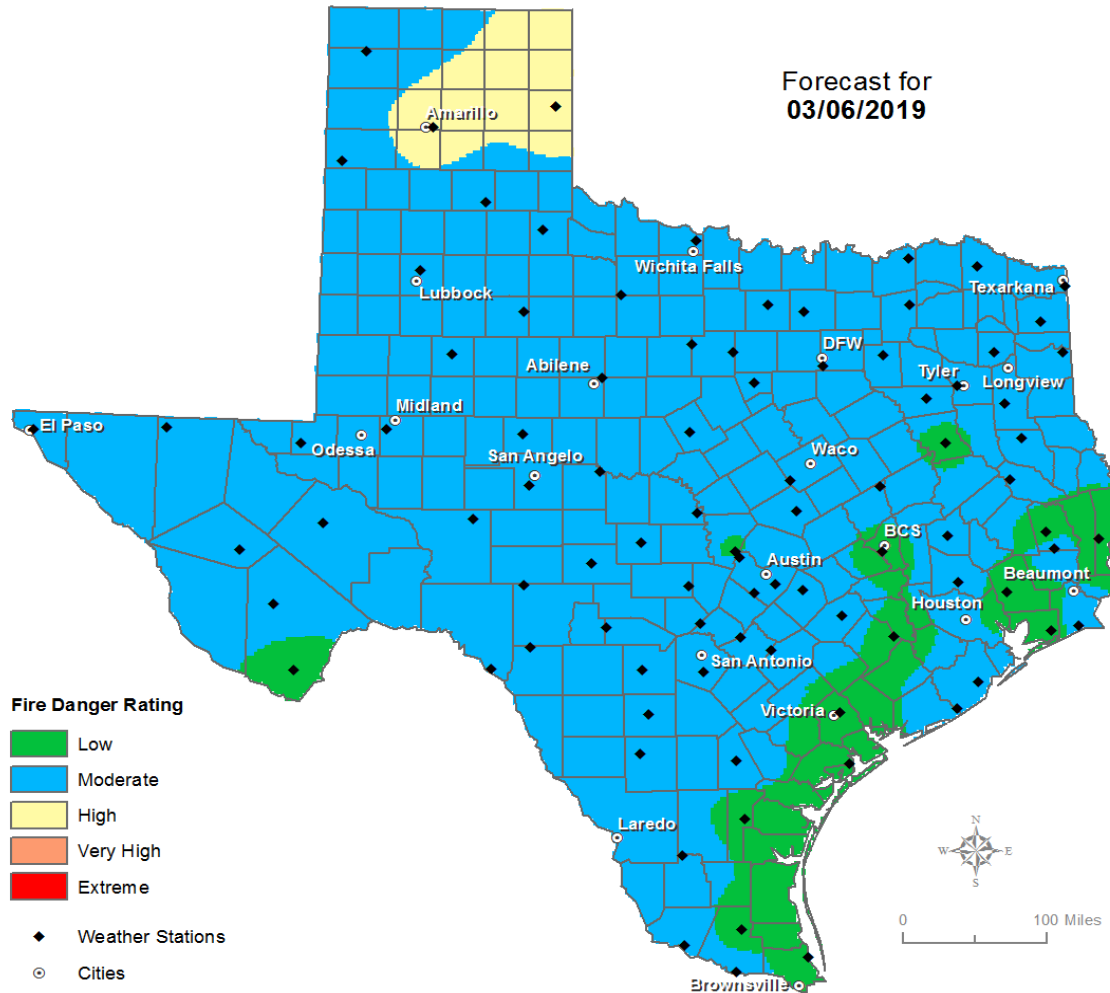 Forecast for
03/06/2019
Amarillo
Wichita Falls
Lubbock
Texarkana
DFW
Abilene
Tyler
Longview
Midland
El Paso
Odessa
San Angelo
Waco
BCS
Austin
Beaumont
Houston
San Antonio
Victoria
Laredo
Brownsville
Fire Danger Rating
Low
Moderate
High
Very High
Extreme
Weather Stations
Cities
N
W E
S
0 100 Miles